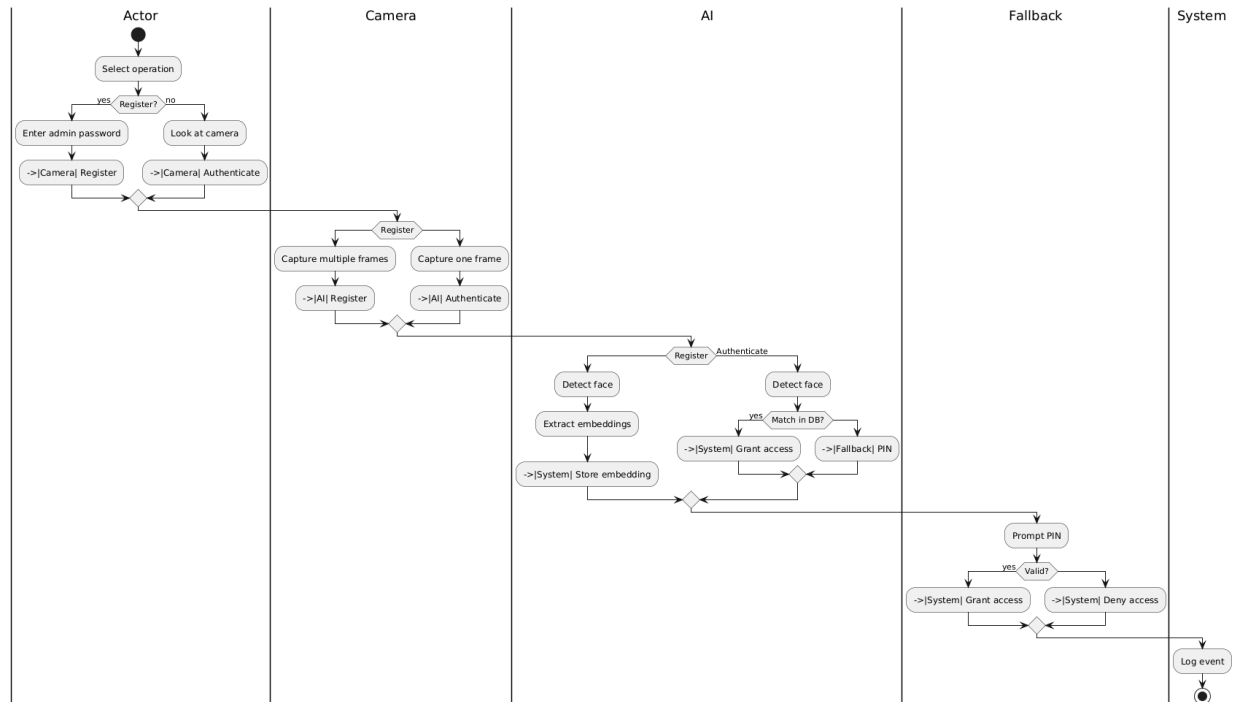 Actor Camera AI Fallback System
Select operation
yes Register? no
Enter admin password Look at camera
->|Camera| Register ->|Camera| Authenticate
Register
Capture multiple frames Capture one frame
->|AI| Register ->|AI| Authenticate
Register Authenticate
Detect face Detect face
Extract embeddings yes Match in DB?
->|System| Grant access ->|Fallback| PIN
->|System| Store embedding
Prompt PIN
yes Valid?
->|System| Grant access ->|System| Deny access
Log event